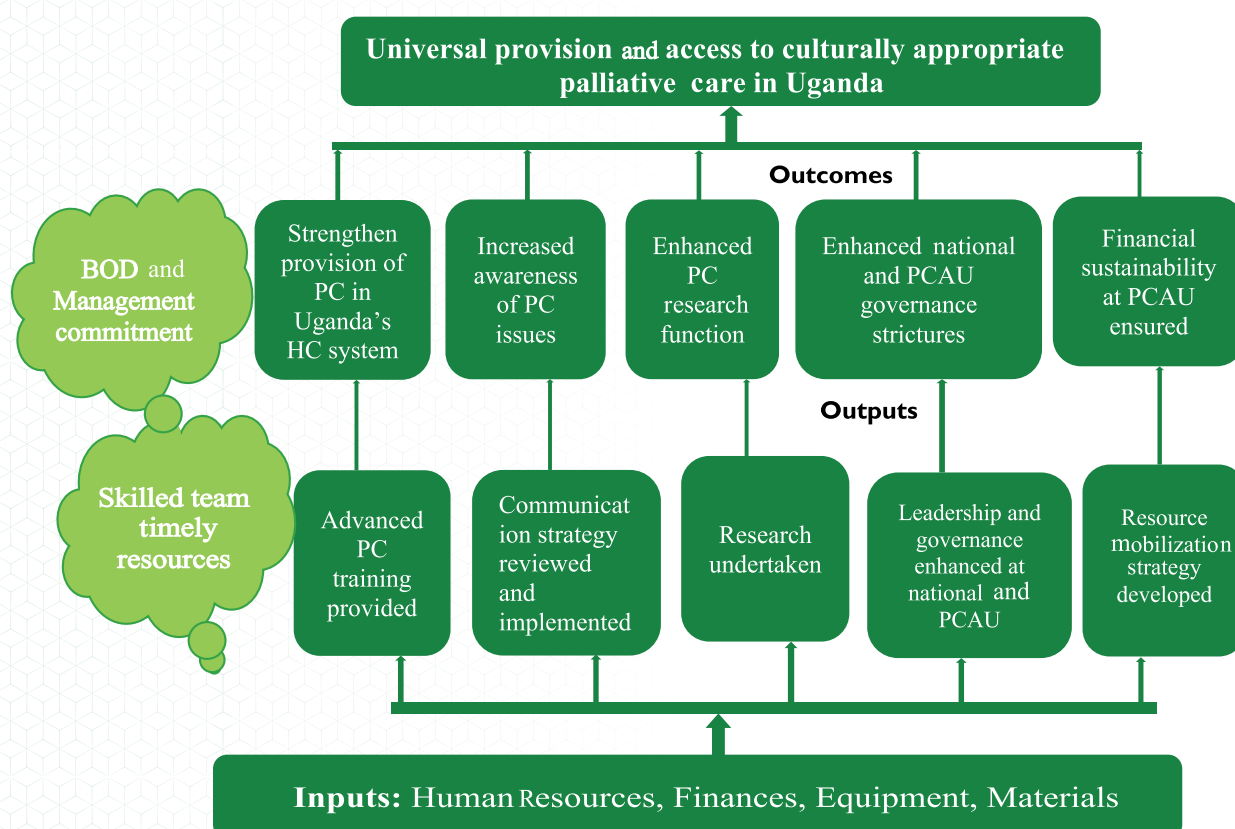 Universal provision and access to culturally appropriate
palliative care in Uganda
Outcomes
BOD and
Management
commitment
Strengthen
provision of
PC in
Uganda’s
HC system
Increased
awareness
of PC
issues
Enhanced
PC
research
function
Enhanced national
and PCAU
governance
strictures
Financial
sustainability
at PCAU
ensured
Outputs
Skilled team
timely
resources
Advanced
PC
training
provided
Communicat
ion strategy
reviewed
and
implemented
Research
undertaken
Leadership and
governance
enhanced at
national and
PCAU
Resource
mobilization
strategy
developed
Inputs: Human Resources, Finances, Equipment, Materials